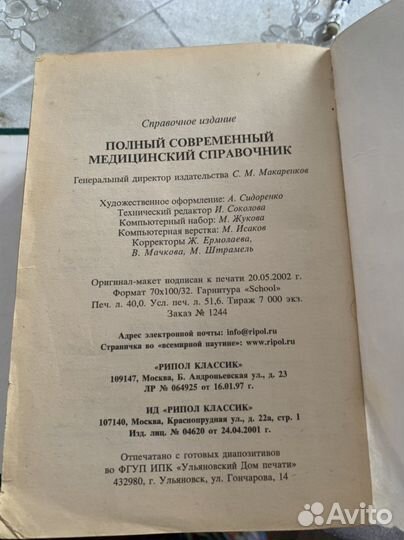 Справочное издание
ПОЛНЫЙ СОВРЕМЕННЫЙ
МЕДИЦИНСКИЙ СПРАВОЧНИК
Генеральный директор издательства С. М. Макаренков
Художественное оформление: А. Сидоренко
Технический редактор И. Соколова
Компьютерный набор: М. Жукова
Компьютерная верстка: М. Исаков
Корректоры Ж. Ермолаева,
В. Мачкова, М. Штрамель
Оригинал-макет подписан к печати 20.05.2002 г.
Формат 70х100/32. Гарнитура «School»
Печ. л. 40,0. Усл. печ. л. 51,6. Тираж 7 000 экз.
Заказ № 1244
Адрес электронной почты: info@ripol.ru
Страничка во «всемирной паутине»: www.ripol.ru
«РИПОЛ КЛАССИК»
109147, Москва, Б. Андроньевская ул., д. 23
ЛР № 064925 от 16.01.97 г.
ИД «РИПОЛ КЛАССИК»
107140, Москва, Краснопрудная ул., д. 22а, стр. 1
Изд. лиц. № 04620 от 24.04.2001 г.
Отпечатано с готовых диапозитивов
во ФГУП ИПК «Ульяновский Дом печати»
432980, г. Ульяновск, ул. Гончарова, 14
Avito